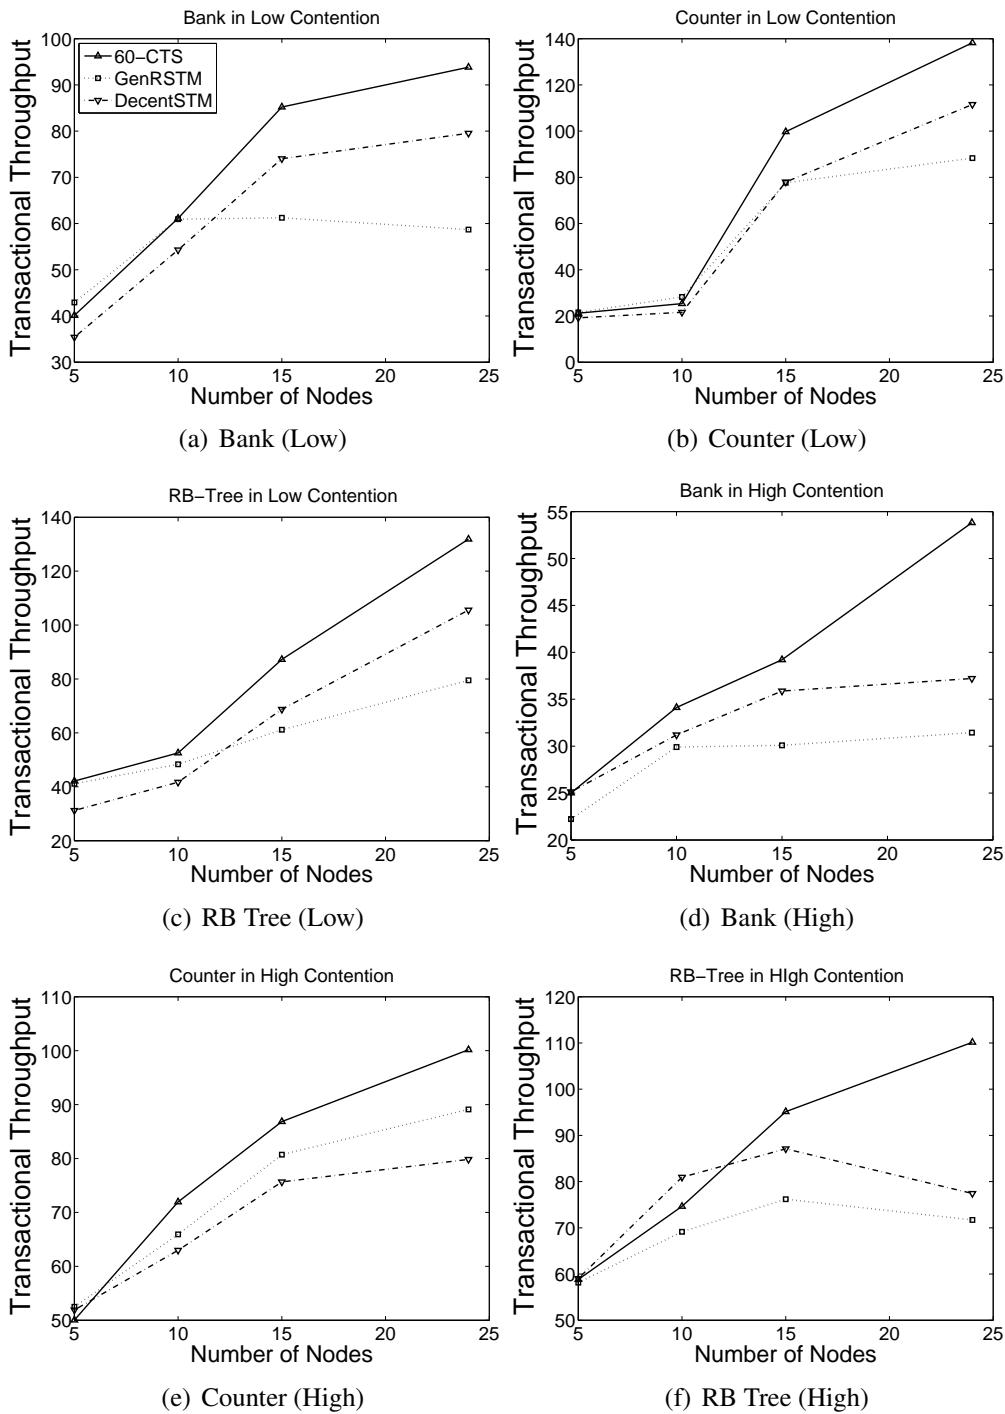 Bank in Low Contention
100
90
80
70
60
50
40
30
5
10
15
20
25
60−CTS
GenRSTM
DecentSTM
Transactional Throughput
Number of Nodes
(a) Bank (Low)
Counter in Low Contention
140
120
100
80
60
40
20
0
5
10
15
20
25
Transactional Throughput
Number of Nodes
(b) Counter (Low)
RB−Tree in Low Contention
140
120
100
80
60
40
20
5
10
15
20
25
Transactional Throughput
Number of Nodes
(c) RB Tree (Low)
Bank in High Contention
55
50
45
40
35
30
25
20
5
10
15
20
25
Transactional Throughput
Number of Nodes
(d) Bank (High)
Counter in High Contention
110
100
90
80
70
60
50
5
10
15
20
25
Transactional Throughput
Number of Nodes
(e) Counter (High)
RB−Tree in HIgh Contention
120
110
100
90
80
70
60
50
5
10
15
20
25
Transactional Throughput
Number of Nodes
(f) RB Tree (High)